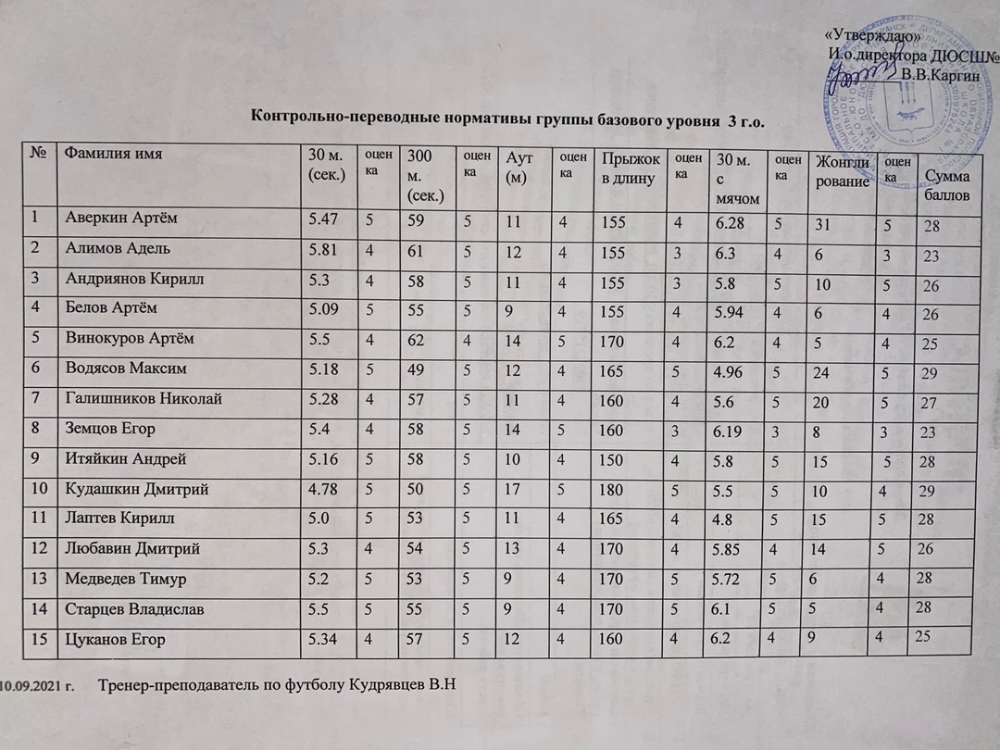 «Утверждаю»
И.о.директора ДЮСШ№
В.В.Каргин
Контрольно-переводные нормативы группы базового уровня 3 г.о.
№ Фамилия имя 30 м. (сек.) оцен ка 300 м. (сек.) оцен ка Аут (м) оцен ка Прыжок в длину оцен ка 30 м. с мячом оцен ка Жонгли рование оцен ка Сумма баллов
1 Аверкин Артём 5.47 5 59 5 11 4 155 4 6.28 5 31 5 28
2 Алимов Адель 5.81 4 61 5 12 4 155 3 6.3 4 6 3 23
3 Андриянов Кирилл 5.3 4 58 5 11 4 155 3 5.8 5 10 5 26
4 Белов Артём 5.09 5 55 5 9 4 155 4 5.94 4 6 4 26
5 Винокуров Артём 5.5 4 62 4 14 5 170 4 6.2 4 5 4 25
6 Водясов Максим 5.18 5 49 5 12 4 165 5 4.96 5 24 5 29
7 Галишников Николай 5.28 4 57 5 11 4 160 4 5.6 5 20 5 27
8 Земцов Егор 5.4 4 58 5 14 5 160 3 6.19 3 8 3 23
9 Итяйкин Андрей 5.16 5 58 5 10 4 150 4 5.8 5 15 5 28
10 Кудашкин Дмитрий 4.78 5 50 5 17 5 180 5 5.5 5 10 4 29
11 Лаптев Кирилл 5.0 5 53 5 11 4 165 4 4.8 5 15 5 28
12 Любавин Дмитрий 5.3 4 54 5 13 4 170 4 5.85 4 14 5 26
13 Медведев Тимур 5.2 5 53 5 9 4 170 5 5.72 5 6 4 28
14 Старцев Владислав 5.5 5 55 5 9 4 170 5 6.1 5 5 4 28
15 Цуканов Егор 5.34 4 57 5 12 4 160 4 6.2 4 9 4 25
10.09.2021 г. Тренер-преподаватель по футболу Кудрявцев В.Н